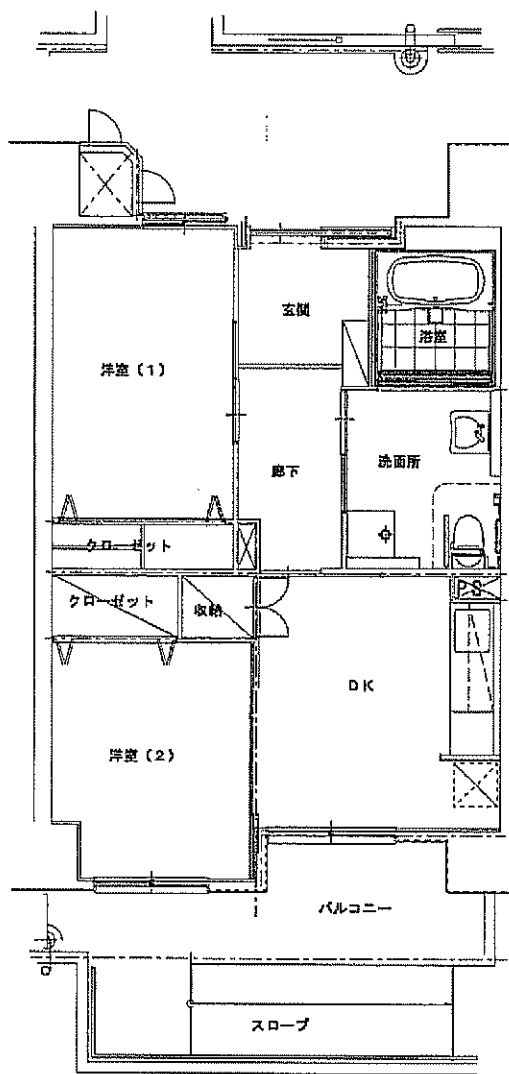 玄関
浴室
洋室（1）
廊下
洗面所
クローゼット
クローゼット
収納
PS
DK
洋室（2）
バルコニー
スロープ